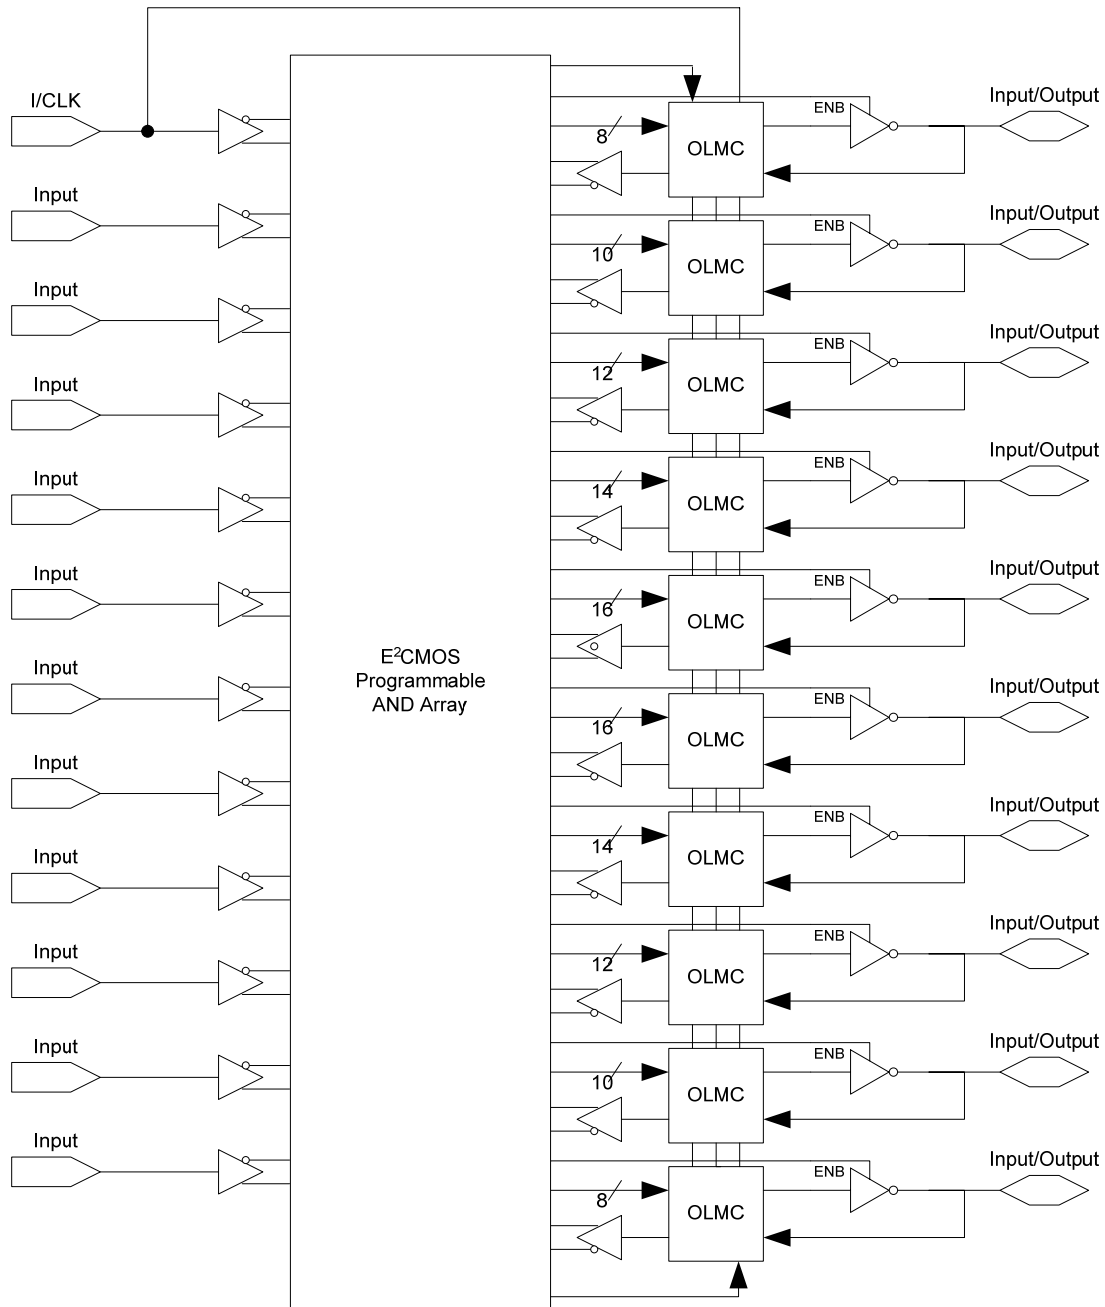 I/CLK
Input
Input
Input
Input
Input
Input
Input
Input
Input
Input
Input
E²CMOS
Programmable
AND Array
8
OLMC
ENB
Input/Output
10
OLMC
ENB
Input/Output
12
OLMC
ENB
Input/Output
14
OLMC
ENB
Input/Output
16
OLMC
ENB
Input/Output
16
OLMC
ENB
Input/Output
14
OLMC
ENB
Input/Output
12
OLMC
ENB
Input/Output
10
OLMC
ENB
Input/Output
8
OLMC
ENB
Input/Output